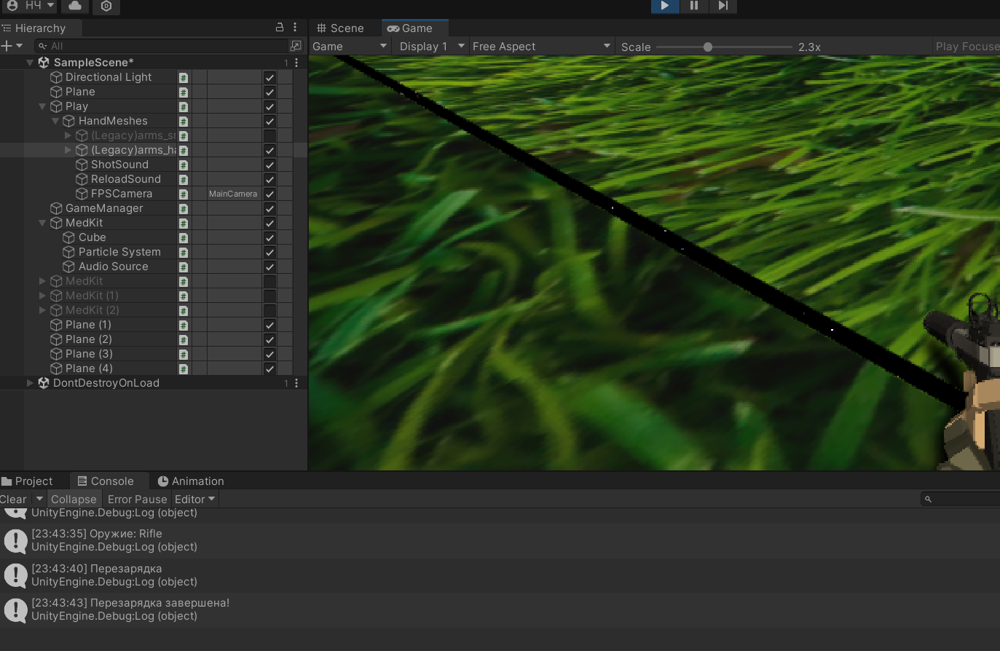 НЧ
Hierarchy
Scene
Game
All
Game
Display 1
Free Aspect
Scale
2.3x
Play Focuse
SampleScene*
1
Directional Light
#
Plane
#
Play
#
HandMeshes
#
(Legacy)arms_s
#
(Legacy)arms_ha
#
ShotSound
#
ReloadSound
#
FPSCamera
#
MainCamera
GameManager
#
MedKit
#
Cube
#
Particle System
#
Audio Source
#
MedKit
#
MedKit (1)
#
MedKit (2)
#
Plane (1)
#
Plane (2)
#
Plane (3)
#
Plane (4)
#
DontDestroyOnLoad
1
Project
Console
Animation
Clear
Collapse
Error Pause
Editor
UnityEngine.Debug:Log (object)
[23:43:35] Оружие: Rifle
UnityEngine.Debug:Log (object)
[23:43:40] Перезарядка
UnityEngine.Debug:Log (object)
[23:43:43] Перезарядка завершена!
UnityEngine.Debug:Log (object)